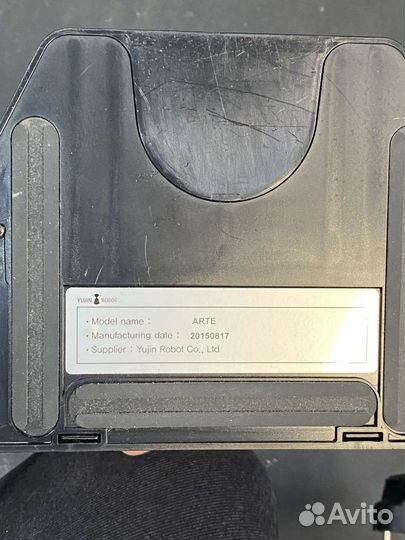 YUJIN ROBOT
• Model name : ARTE
• Manufacturing date : 20150817
• Supplier : Yujin Robot Co., Ltd
Avito